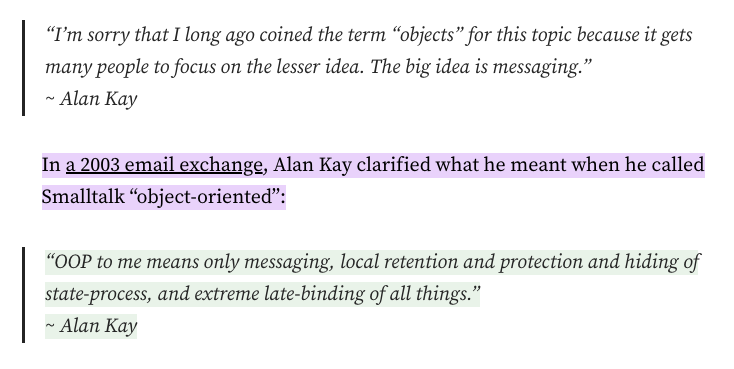 “I’m sorry that I long ago coined the term “objects” for this topic because it gets
many people to focus on the lesser idea. The big idea is messaging.”
~ Alan Kay
In a 2003 email exchange, Alan Kay clarified what he meant when he called
Smalltalk “object-oriented”:
“OOP to me means only messaging, local retention and protection and hiding of
state-process, and extreme late-binding of all things.”
~ Alan Kay